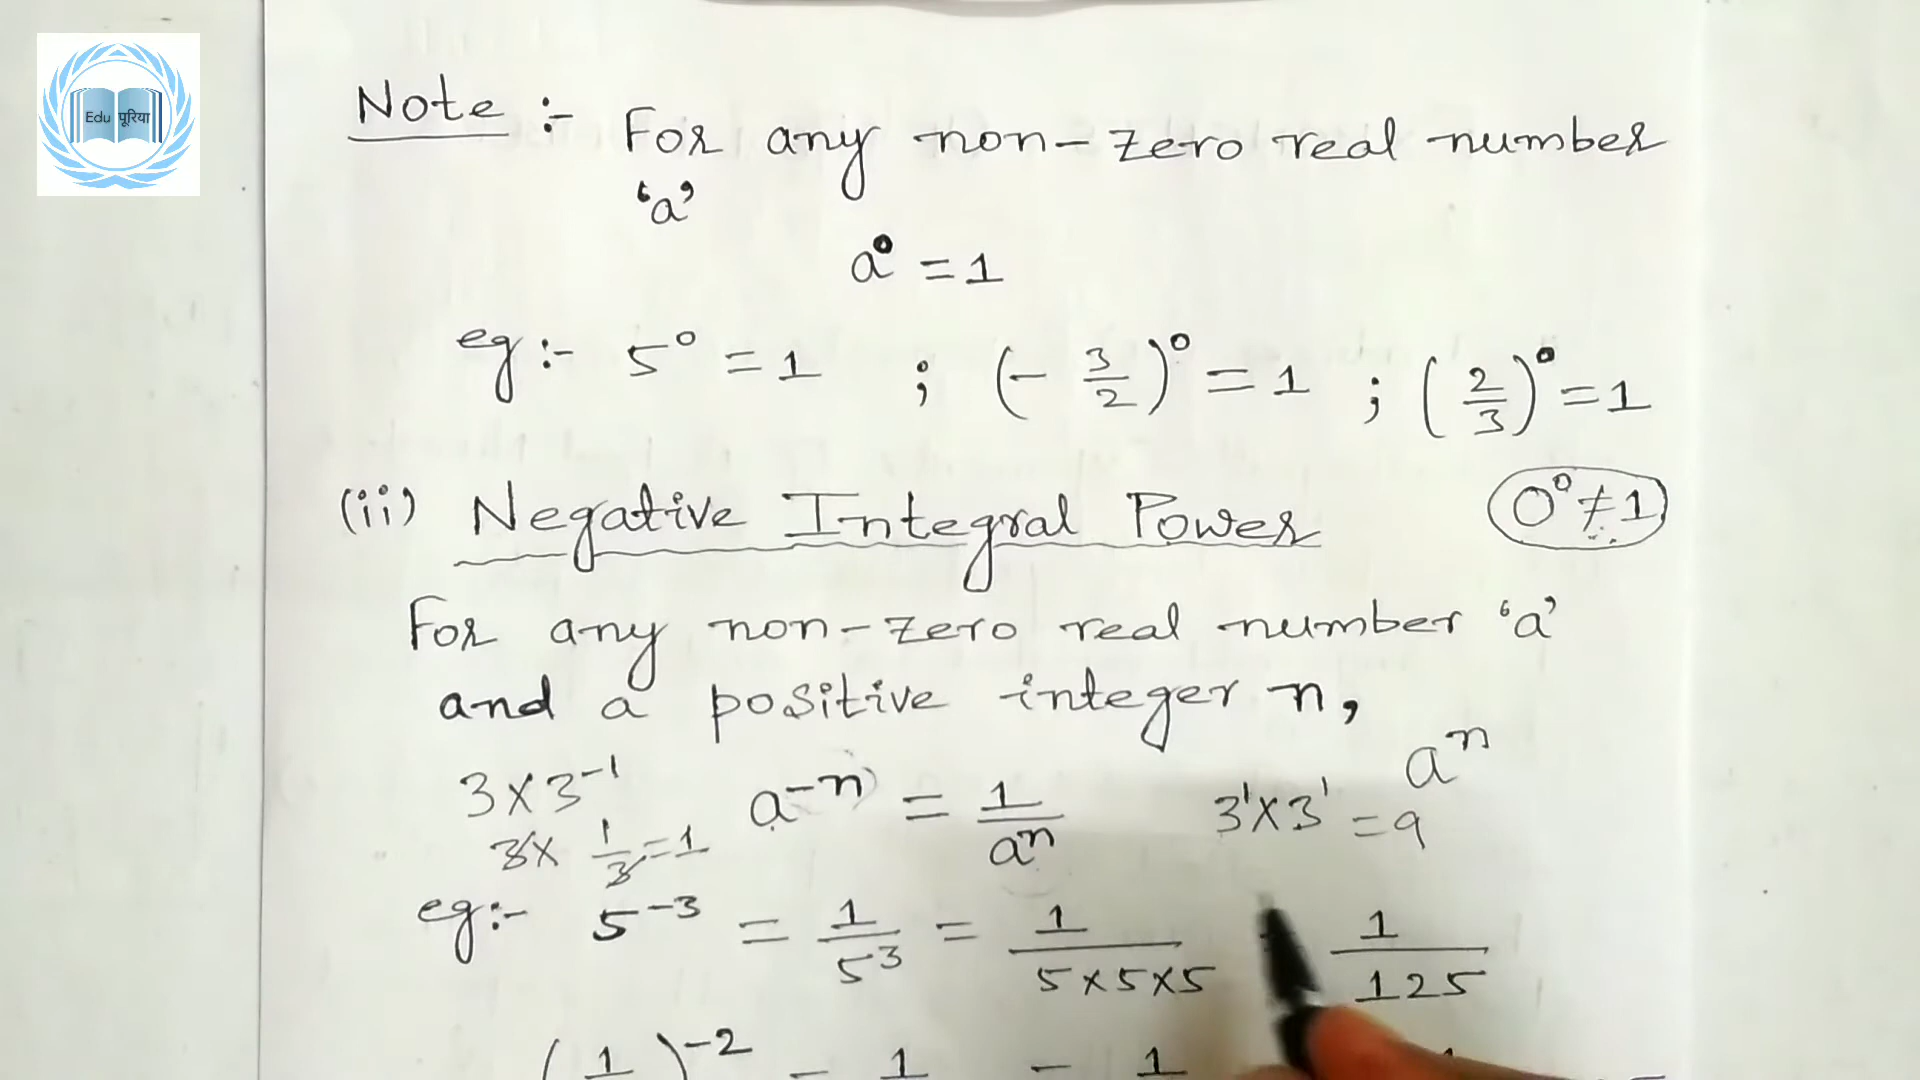 Edu पूरिया
Note :- For any non-zero real number
'a'
a⁰ = 1
eg :- 5⁰ = 1 ; (- 3/2)⁰ = 1 ; (2/3)⁰ = 1
(ii) Negative Integral Power 0⁰ ≠ 1
For any non-zero real number 'a'
and a positive integer n,
aⁿ
3×3⁻¹ a⁻ⁿ = 1/aⁿ 3¹×3¹ = 9
3× 1/3 = 1
eg:- 5⁻³ = 1/5³ = 1/5×5×5 1/125